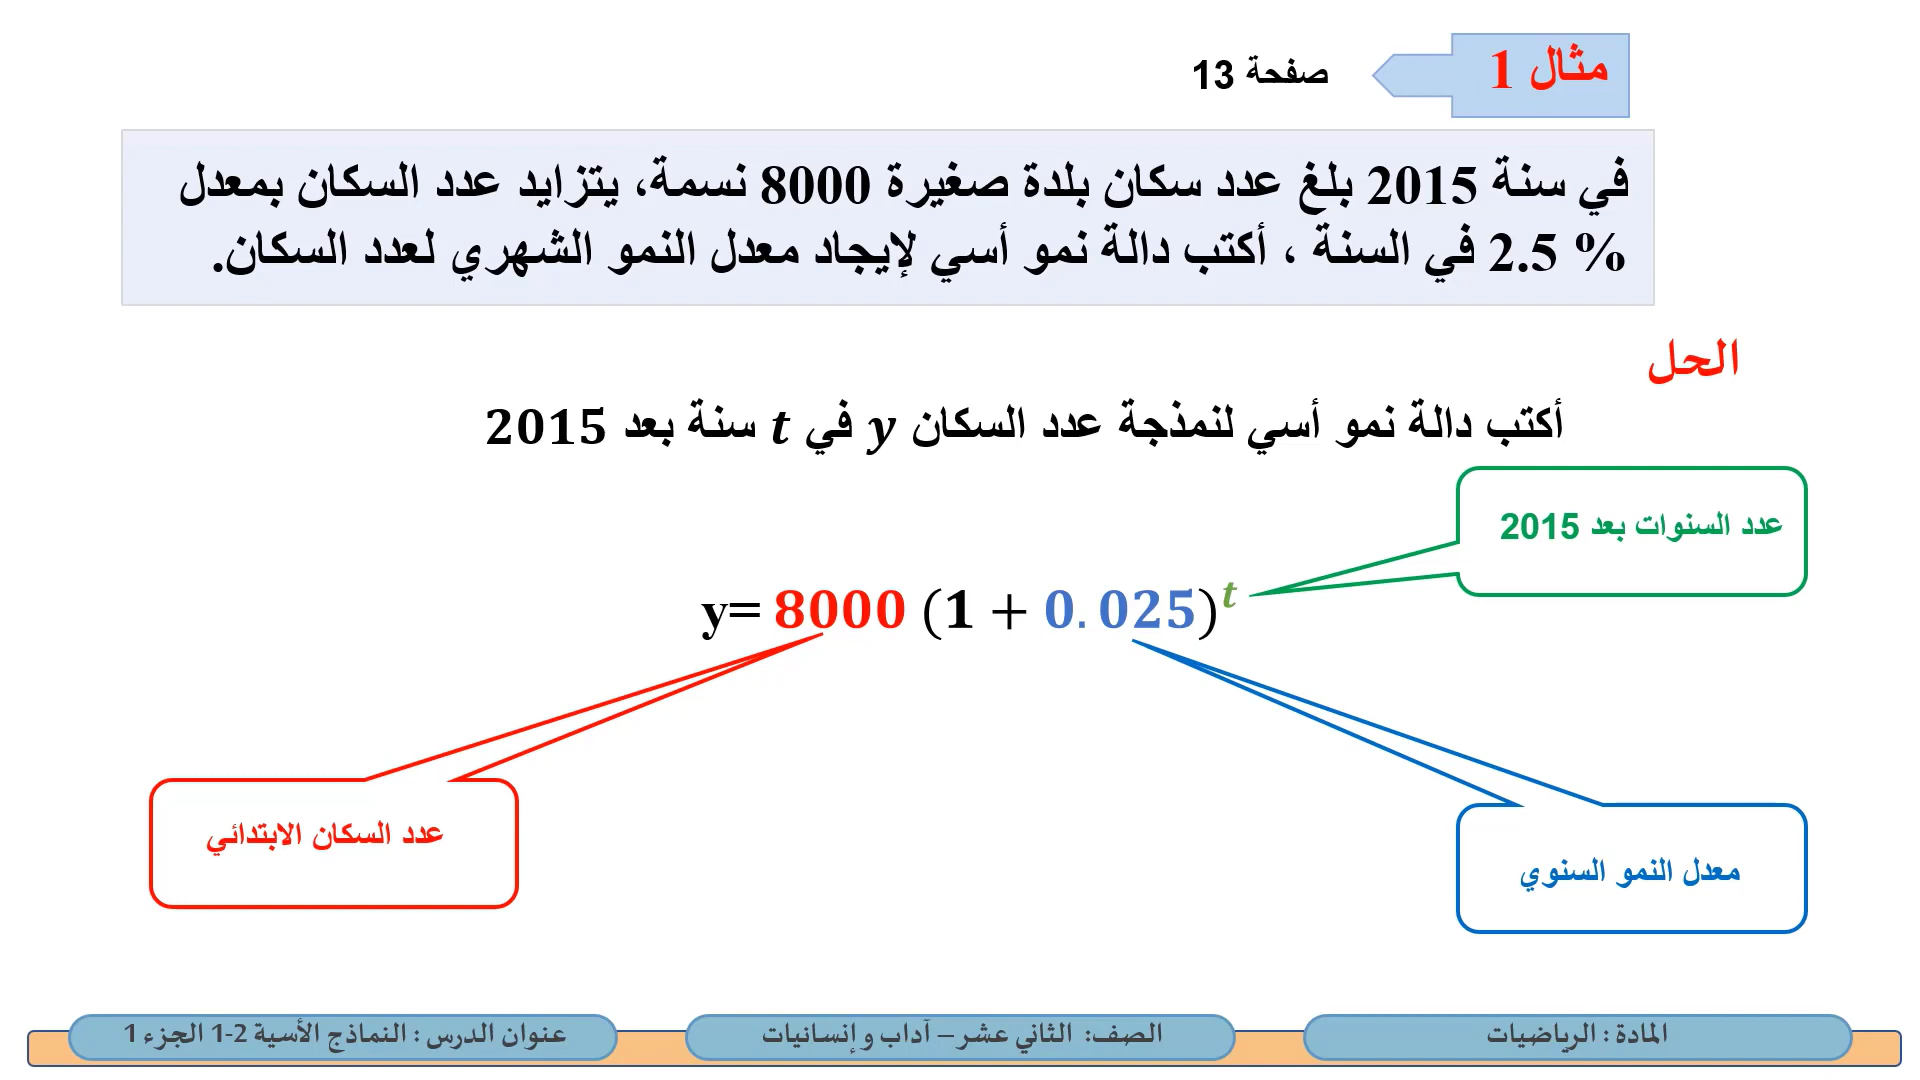 مثال 1
صفحة 13
في سنة 2015 بلغ عدد سكان بلدة صغيرة 8000 نسمة، يتزايد عدد السكان بمعدل
% 2.5 في السنة ، أكتب دالة نمو أسي لإيجاد معدل النمو الشهري لعدد السكان.
الحل
أكتب دالة نمو أسي لنمذجة عدد السكان y في t سنة بعد 2015
عدد السنوات بعد 2015
y= 8000 (1 + 0.025)^t
عدد السكان الابتدائي
معدل النمو السنوي
المادة : الرياضيات
الصف: الثاني عشر – آداب و إنسانيات
عنوان الدرس : النماذج الأسية 2-1 الجزء 1